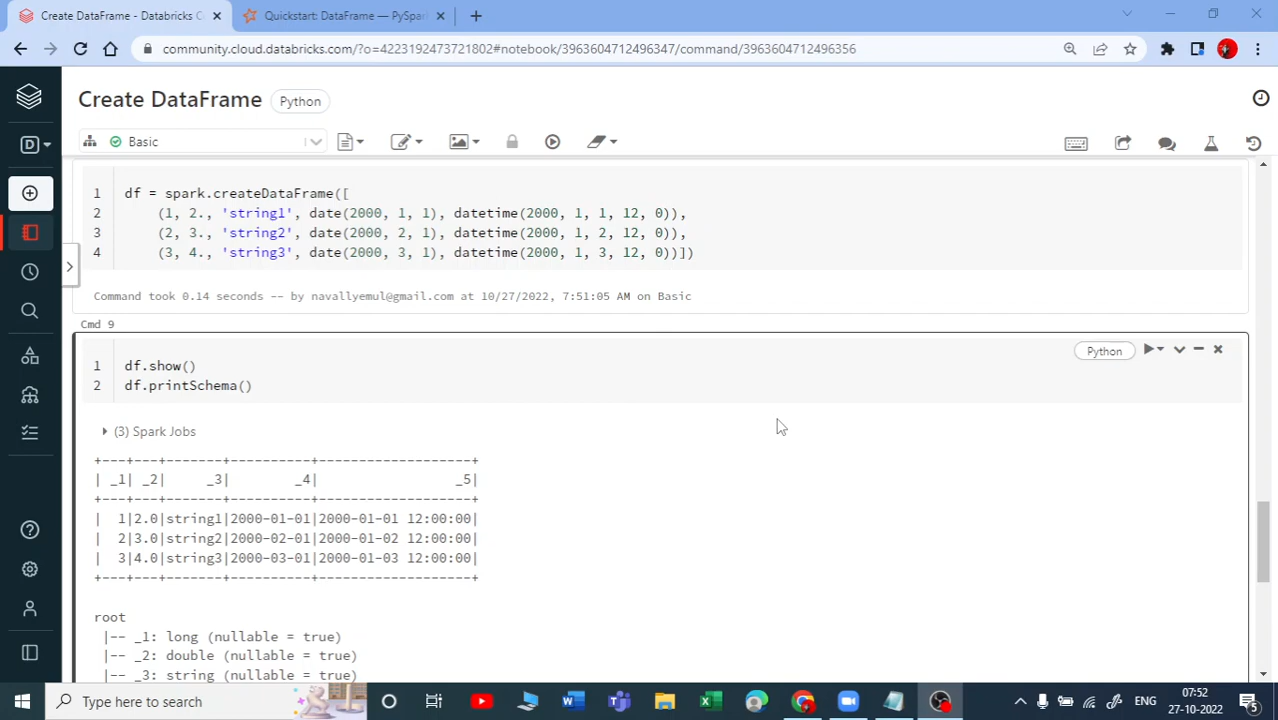 Create DataFrame - Databricks C
Quickstart: DataFrame — PySpark
community.cloud.databricks.com/?o=4223192473721802#notebook/3963604712496347/command/3963604712496356
Create DataFrame
Python
D
Basic
1 df = spark.createDataFrame([
2 (1, 2., 'string1', date(2000, 1, 1), datetime(2000, 1, 1, 12, 0)),
3 (2, 3., 'string2', date(2000, 2, 1), datetime(2000, 1, 2, 12, 0)),
4 (3, 4., 'string3', date(2000, 3, 1), datetime(2000, 1, 3, 12, 0))])
Command took 0.14 seconds -- by navallyemul@gmail.com at 10/27/2022, 7:51:05 AM on Basic
Cmd 9
Python
1 df.show()
2 df.printSchema()
(3) Spark Jobs
+---+---+-------+----------+-------------------+
| _1| _2|     _3|        _4|                 _5|
+---+---+-------+----------+-------------------+
|  1|2.0|string1|2000-01-01|2000-01-01 12:00:00|
|  2|3.0|string2|2000-02-01|2000-01-02 12:00:00|
|  3|4.0|string3|2000-03-01|2000-01-03 12:00:00|
+---+---+-------+----------+-------------------+
root
|-- _1: long (nullable = true)
|-- _2: double (nullable = true)
|-- _3: string (nullable = true)
Type here to search
ENG
07:52
27-10-2022
5